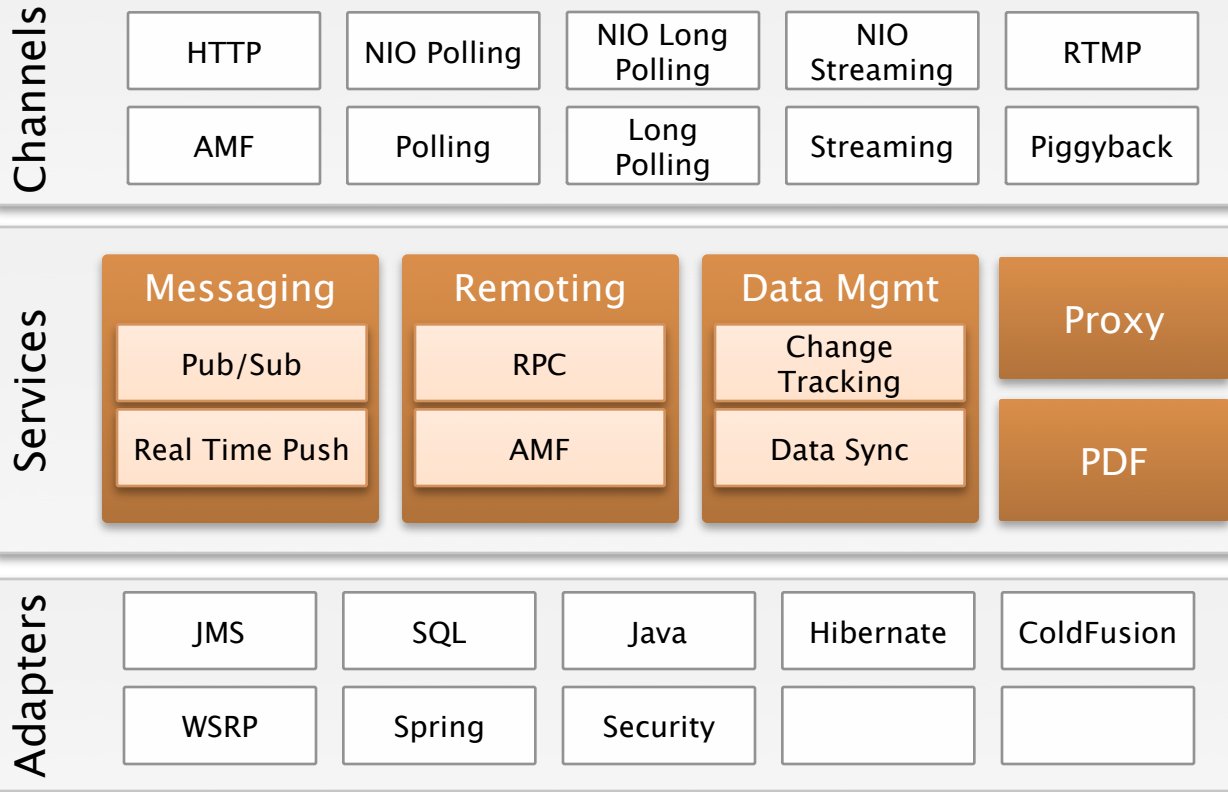 Channels
HTTP
NIO Polling
NIO Long
Polling
NIO
Streaming
RTMP
AMF
Polling
Long
Polling
Streaming
Piggyback
Services
Messaging
Pub/Sub
Real Time Push
Remoting
RPC
AMF
Data Mgmt
Change
Tracking
Data Sync
Proxy
PDF
Adapters
JMS
SQL
Java
Hibernate
ColdFusion
WSRP
Spring
Security